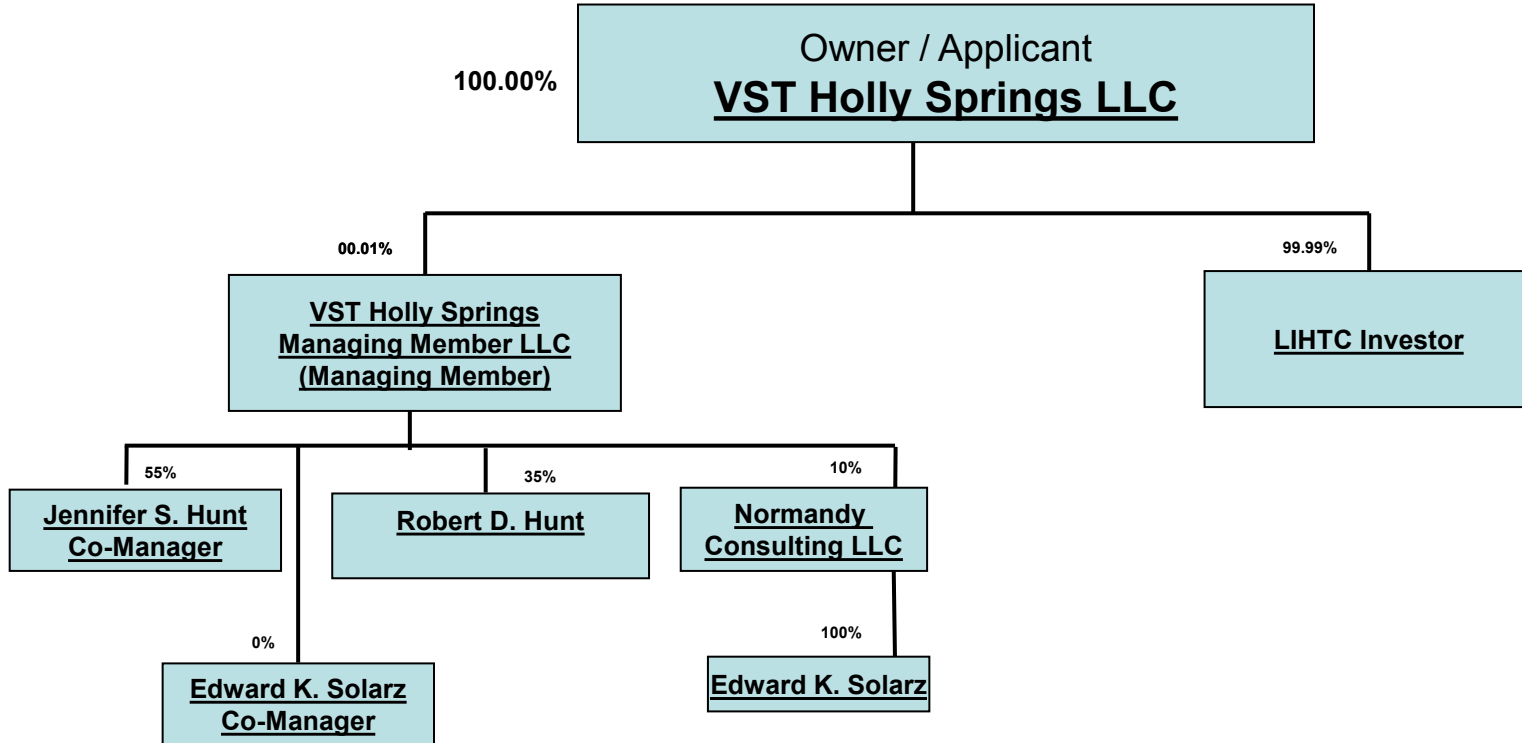 Owner / Applicant
100.00%
VST Holly Springs LLC
00.01%
99.99%
VST Holly Springs
Managing Member LLC
(Managing Member)
LIHTC Investor
55%
35%
10%
Jennifer S. Hunt
Co-Manager
Robert D. Hunt
Normandy
Consulting LLC
0%
100%
Edward K. Solarz
Co-Manager
Edward K. Solarz